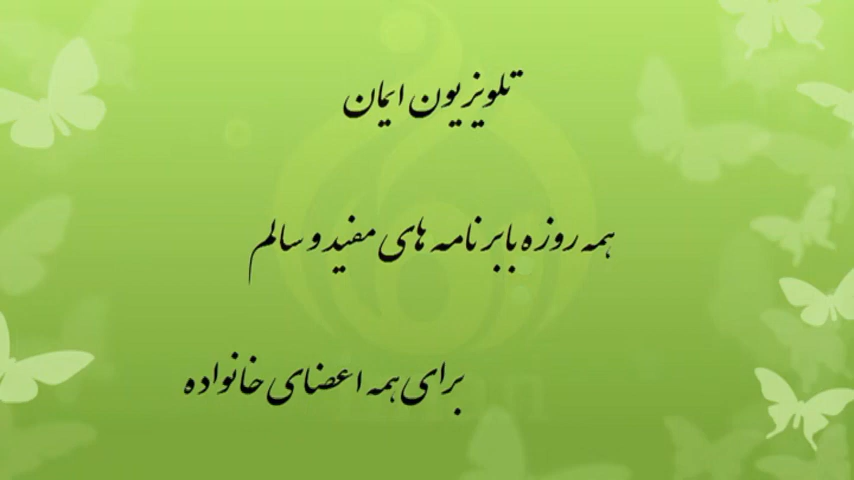 تلویزیون ایمان
همه روزه با برنامه های مفید و سالم
برای همه اعضای خانواده